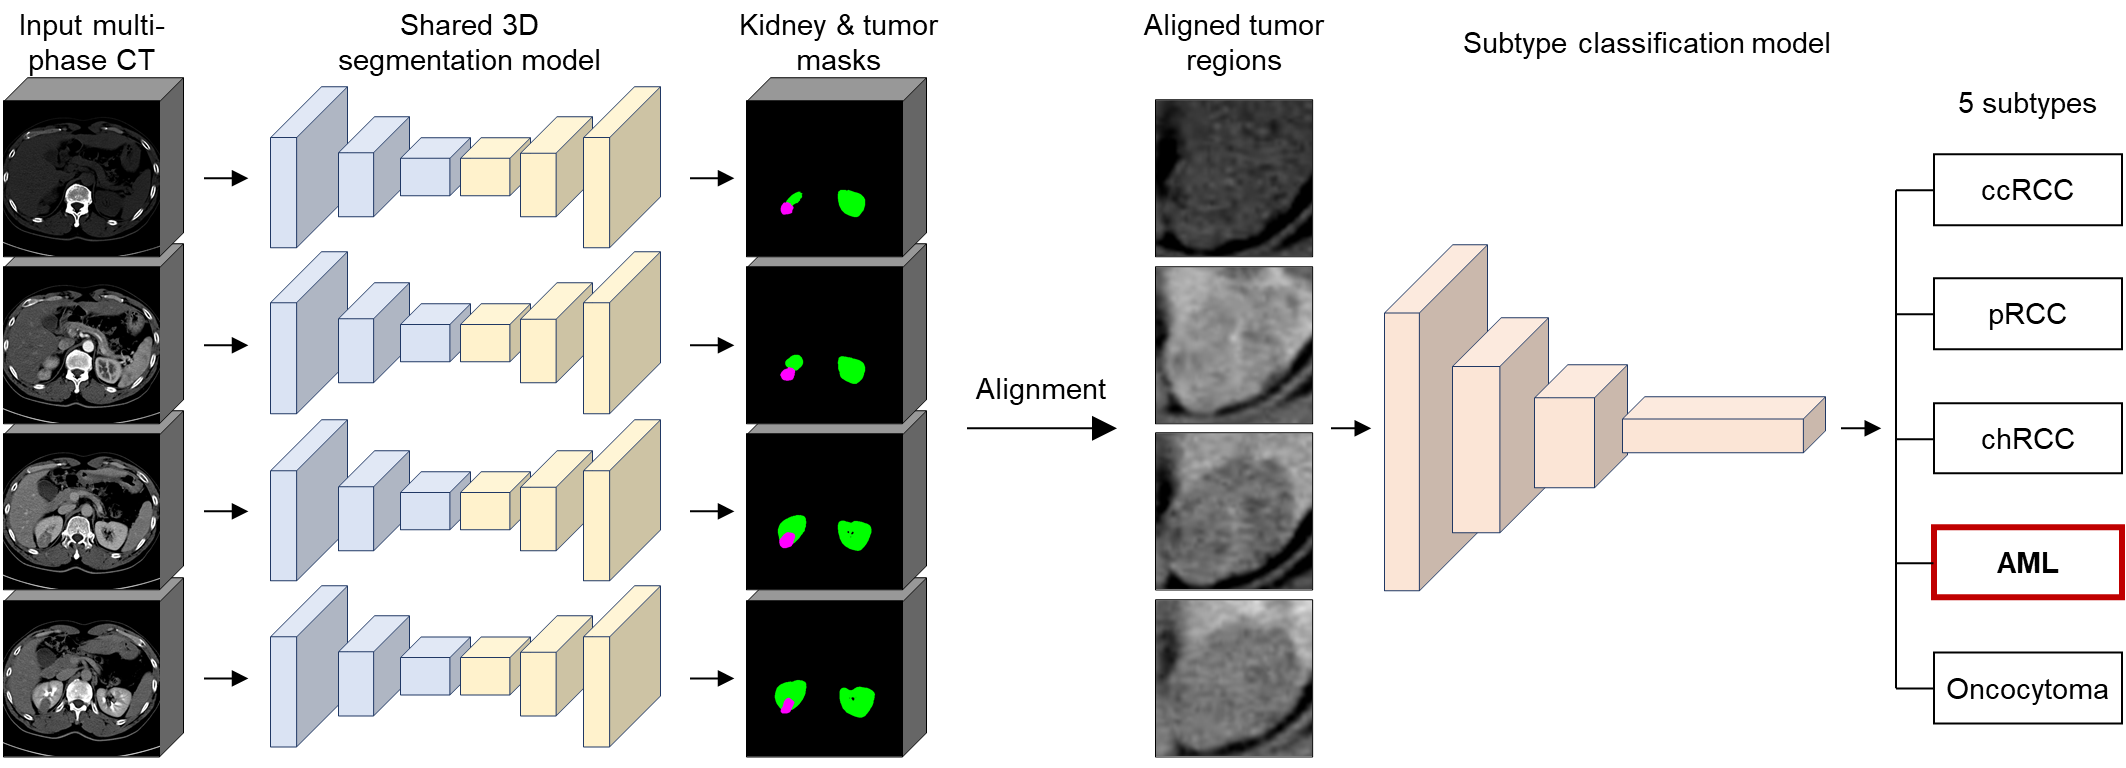 Input multi-
phase CT
Shared 3D
segmentation model
Kidney & tumor
masks
Alignment
Aligned tumor
regions
Subtype classification model
5 subtypes
ccRCC
pRCC
chRCC
AML
Oncocytoma